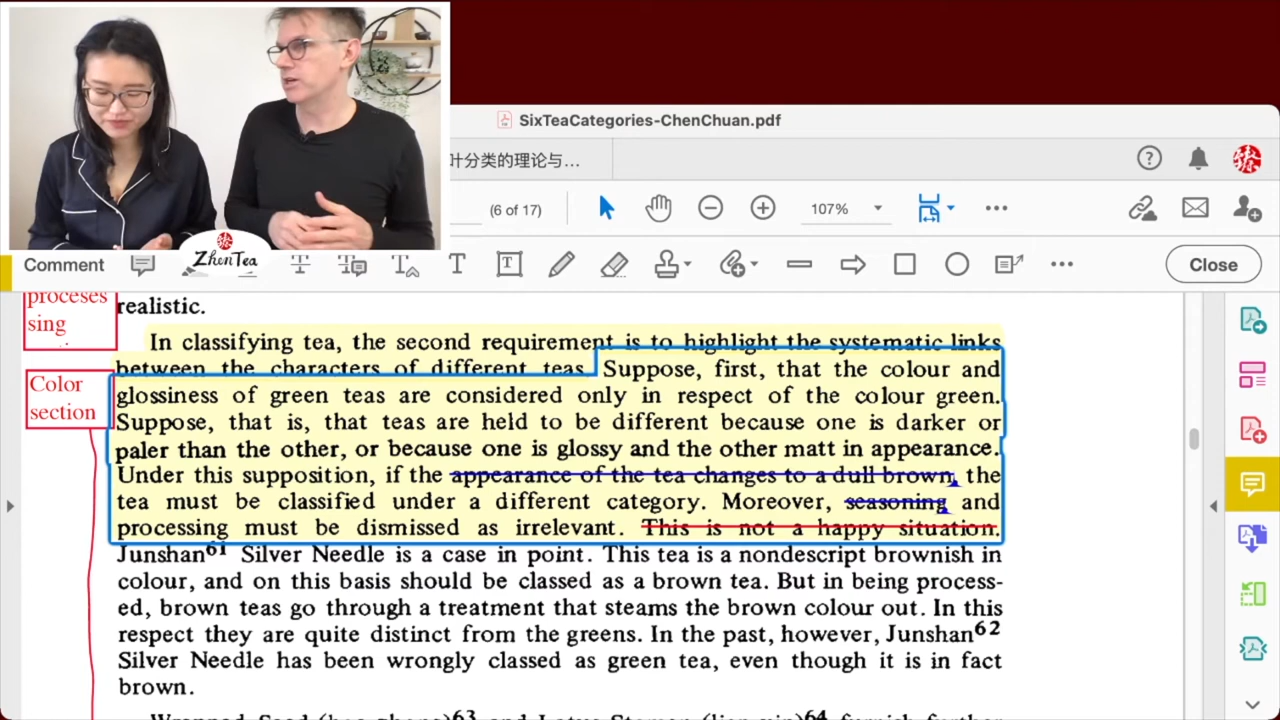 SixTeaCategories-ChenChuan.pdf
叶分类的理论与...
(6 of 17)
107%
ZhenTea
Comment
Close
proceses
sing
Color
section
realistic.
In classifying tea, the second requirement is to highlight the systematic links
between the characters of different teas. Suppose, first, that the colour and
glossiness of green teas are considered only in respect of the colour green.
Suppose, that is, that teas are held to be different because one is darker or
paler than the other, or because one is glossy and the other matt in appearance.
Under this supposition, if the appearance of the tea changes to a dull brown, the
tea must be classified under a different category. Moreover, seasoning and
processing must be dismissed as irrelevant. This is not a happy situation.
Junshan61 Silver Needle is a case in point. This tea is a nondescript brownish in
colour, and on this basis should be classed as a brown tea. But in being process-
ed, brown teas go through a treatment that steams the brown colour out. In this
respect they are quite distinct from the greens. In the past, however, Junshan62
Silver Needle has been wrongly classed as green tea, even though it is in fact
brown.